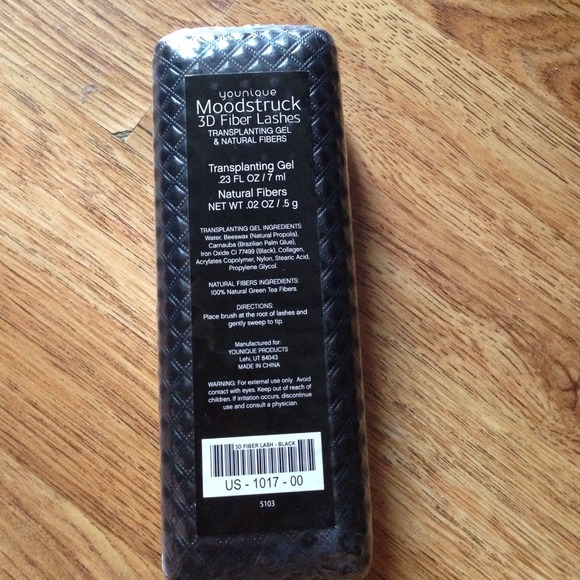 younique
Moodstruck
3D Fiber Lashes
TRANSPLANTING GEL
& NATURAL FIBERS
Transplanting Gel
.23 FL OZ / 7 ml
Natural Fibers
NET WT .02 OZ / .5 g
TRANSPLANTING GEL INGREDIENTS:
Water, Beeswax (Natural Propolis),
Carnauba (Brazilian Palm Glue),
Iron Oxide CI 77499 (Black), Collagen,
Acrylates Copolymer, Nylon, Stearic Acid,
Propylene Glycol.
NATURAL FIBERS INGREDIENTS:
100% Natural Green Tea Fibers.
DIRECTIONS:
Place brush at the root of lashes and
gently sweep to tip.
Manufactured for
YOUNIQUE PRODUCTS
Lehi, UT 84043
MADE IN CHINA
WARNING: For external use only. Avoid
contact with eyes. Keep out of reach of
children. If irritation occurs, discontinue
use and consult a physician.
3D FIBER LASH - BLACK
US - 1017 - 00
5103